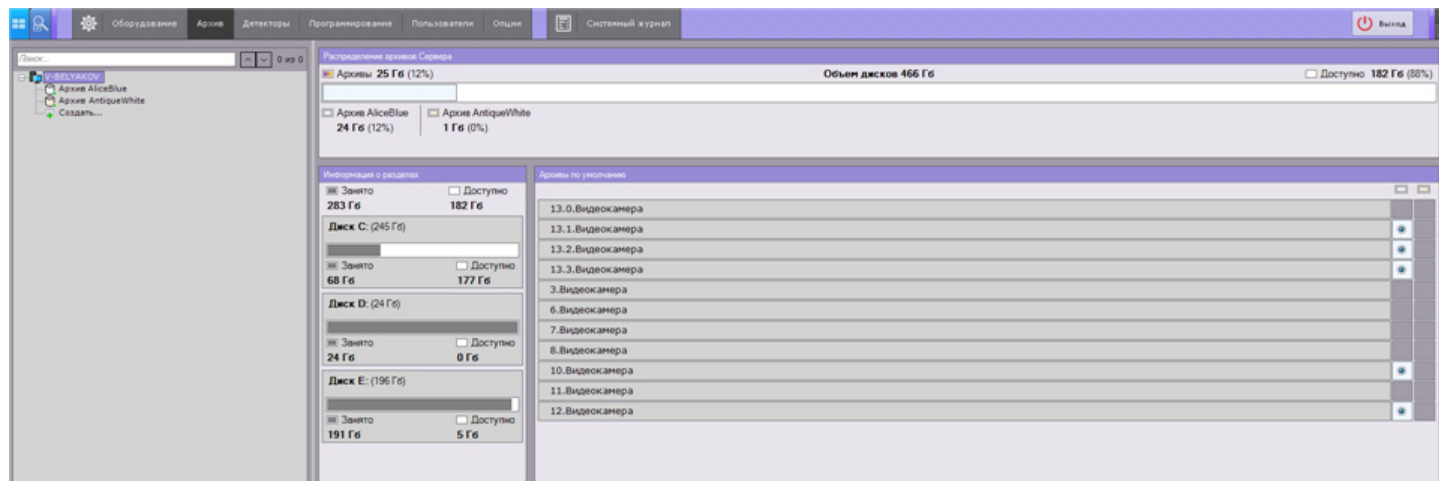 Оборудование Архив Детекторы Программирование Пользователи Опции Системный журнал Выход
Поиск... 0 из 0
V-BELYAKOV
Архив AliceBlue
Архив AntiqueWhite
Создать...
Распределение архивов Сервера
Архивы 25 Гб (12%) Объем дисков 466 Гб Доступно 182 Гб (88%)
Архив AliceBlue Архив AntiqueWhite
24 Гб (12%) 1 Гб (0%)
Информация о разделах
Занято Доступно
283 Гб 182 Гб
Диск C: (245 Гб)
Занято Доступно
68 Гб 177 Гб
Диск D: (24 Гб)
Занято Доступно
24 Гб 0 Гб
Диск E: (196 Гб)
Занято Доступно
191 Гб 5 Гб
Архивы по умолчанию
13.0.Видеокамера
13.1.Видеокамера
13.2.Видеокамера
13.3.Видеокамера
3.Видеокамера
6.Видеокамера
7.Видеокамера
8.Видеокамера
10.Видеокамера
11.Видеокамера
12.Видеокамера